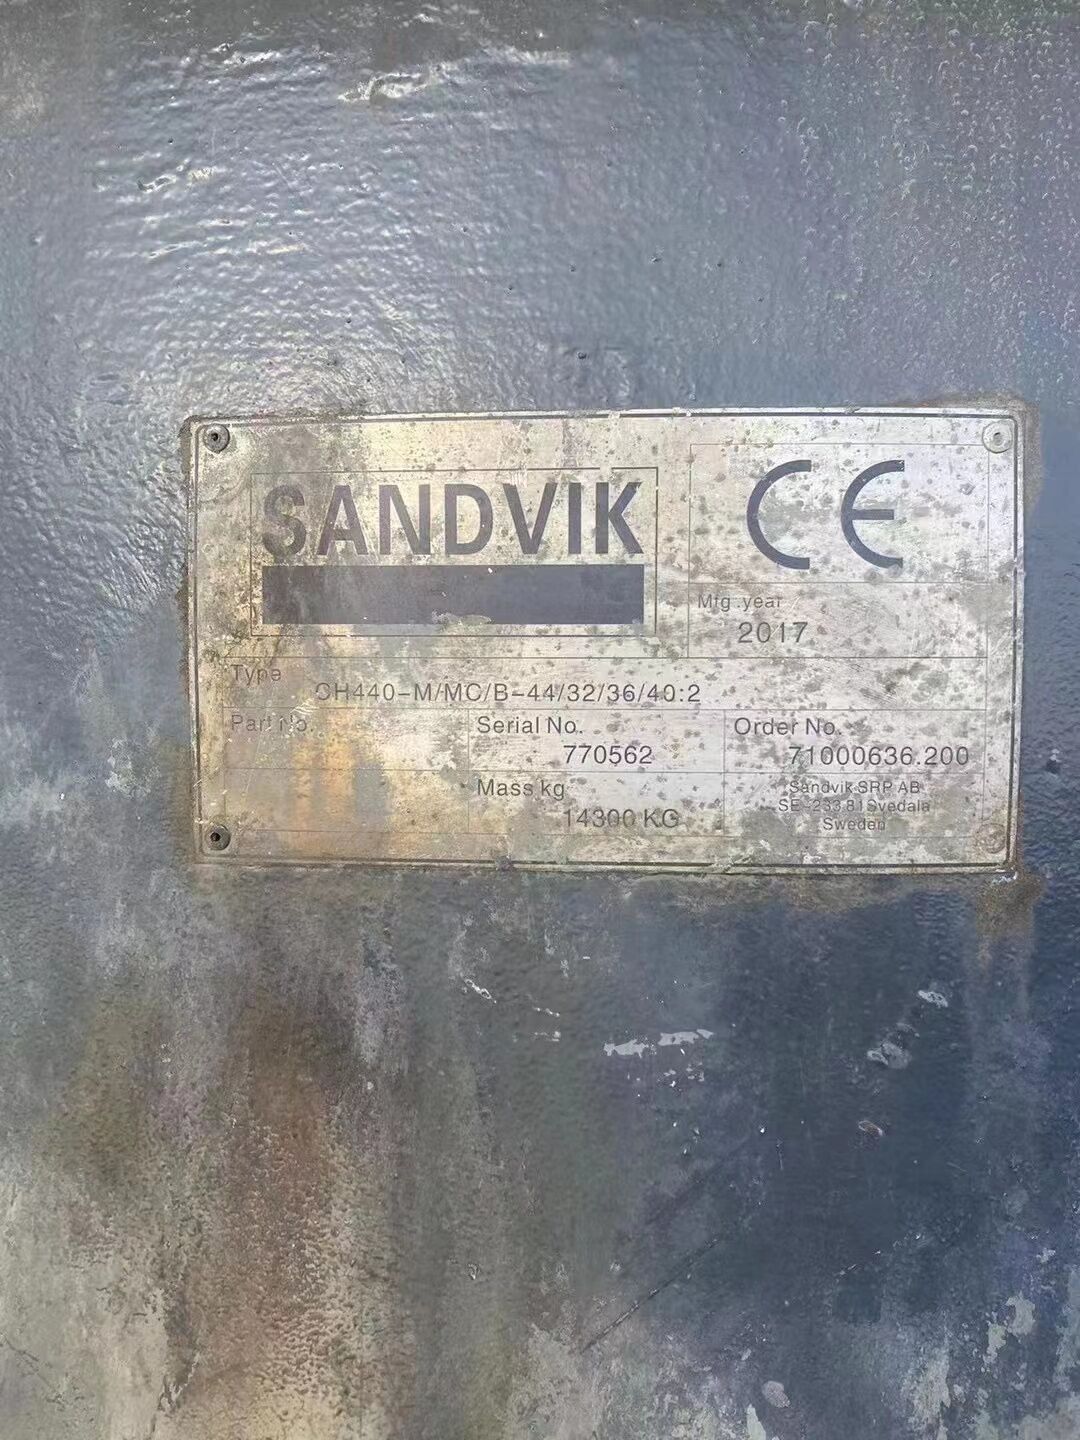 SANDVIK
CE
Mfg.year
2017
Type
CH440-M/MC/B-44/32/36/40:2
Part No.
Serial No.
770562
Order No.
71000636.200
Mass kg
14300 KG
Sandvik SRP AB
SE-233 81 Svedala
Sweden